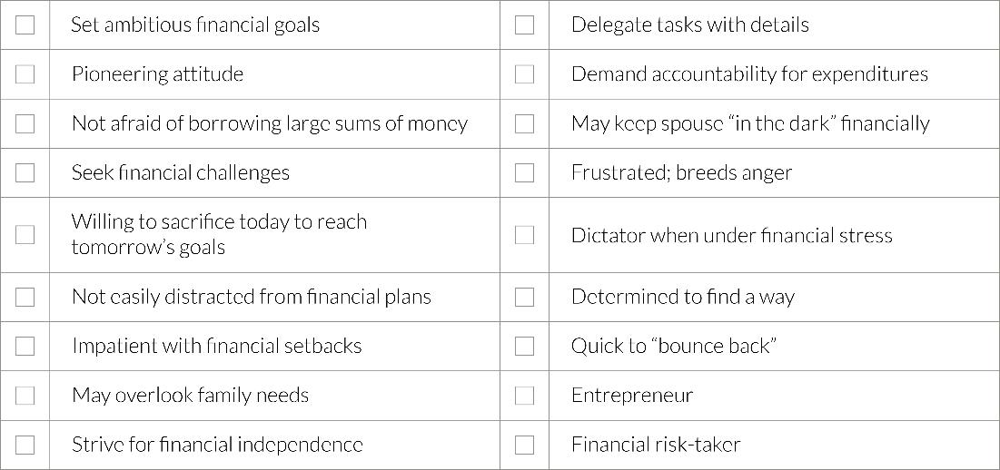 Set ambitious financial goals
Delegate tasks with details
Pioneering attitude
Demand accountability for expenditures
Not afraid of borrowing large sums of money
May keep spouse “in the dark” financially
Seek financial challenges
Frustrated; breeds anger
Willing to sacrifice today to reach
tomorrow’s goals
Dictator when under financial stress
Not easily distracted from financial plans
Determined to find a way
Impatient with financial setbacks
Quick to “bounce back”
May overlook family needs
Entrepreneur
Strive for financial independence
Financial risk-taker